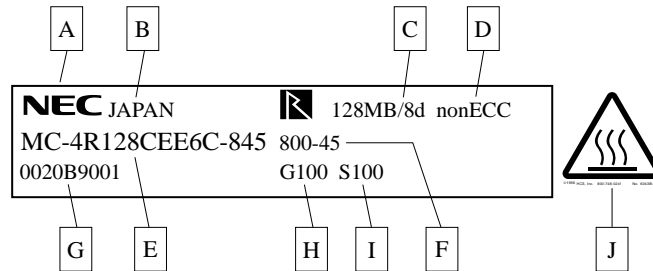 A B C D
NEC JAPAN 128MB/8d nonECC
MC-4R128CEE6C-845 800-45
0020B9001 G100 S100
G E H I F J